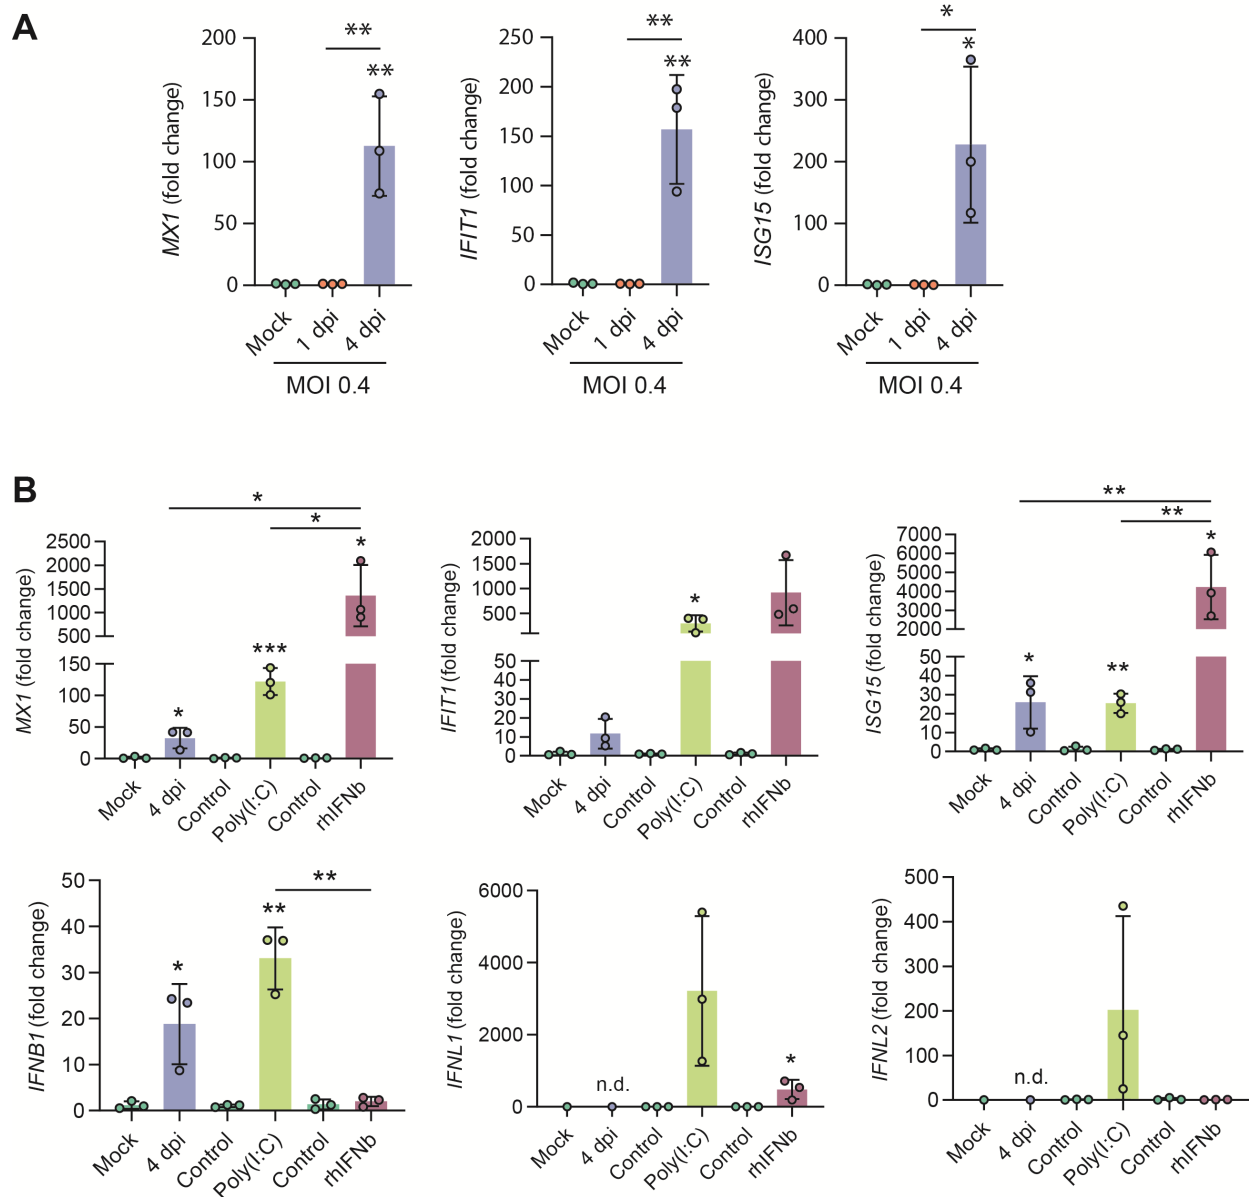 A
MX1 (fold change)
200
150
100
50
0
**
**
Mock
1 dpi
4 dpi
MOI 0.4
IFIT1 (fold change)
250
200
150
100
50
0
**
**
Mock
1 dpi
4 dpi
MOI 0.4
ISG15 (fold change)
400
300
200
100
0
*
*
Mock
1 dpi
4 dpi
MOI 0.4
B
MX1 (fold change)
2500
2000
1500
1000
500
150
100
50
0
*
*
*
***
*
Mock
4 dpi
Control
Poly(I:C)
Control
rhIFNb
IFIT1 (fold change)
2000
1500
1000
500
50
40
30
20
10
0
*
Mock
4 dpi
Control
Poly(I:C)
Control
rhIFNb
ISG15 (fold change)
7000
6000
5000
4000
3000
2000
50
40
30
20
10
0
**
**
*
*
**
Mock
4 dpi
Control
Poly(I:C)
Control
rhIFNb
IFNB1 (fold change)
50
40
30
20
10
0
**
**
*
Mock
4 dpi
Control
Poly(I:C)
Control
rhIFNb
IFNL1 (fold change)
6000
4000
2000
0
n.d.
*
Mock
4 dpi
Control
Poly(I:C)
Control
rhIFNb
IFNL2 (fold change)
500
400
300
200
100
0
n.d.
Mock
4 dpi
Control
Poly(I:C)
Control
rhIFNb